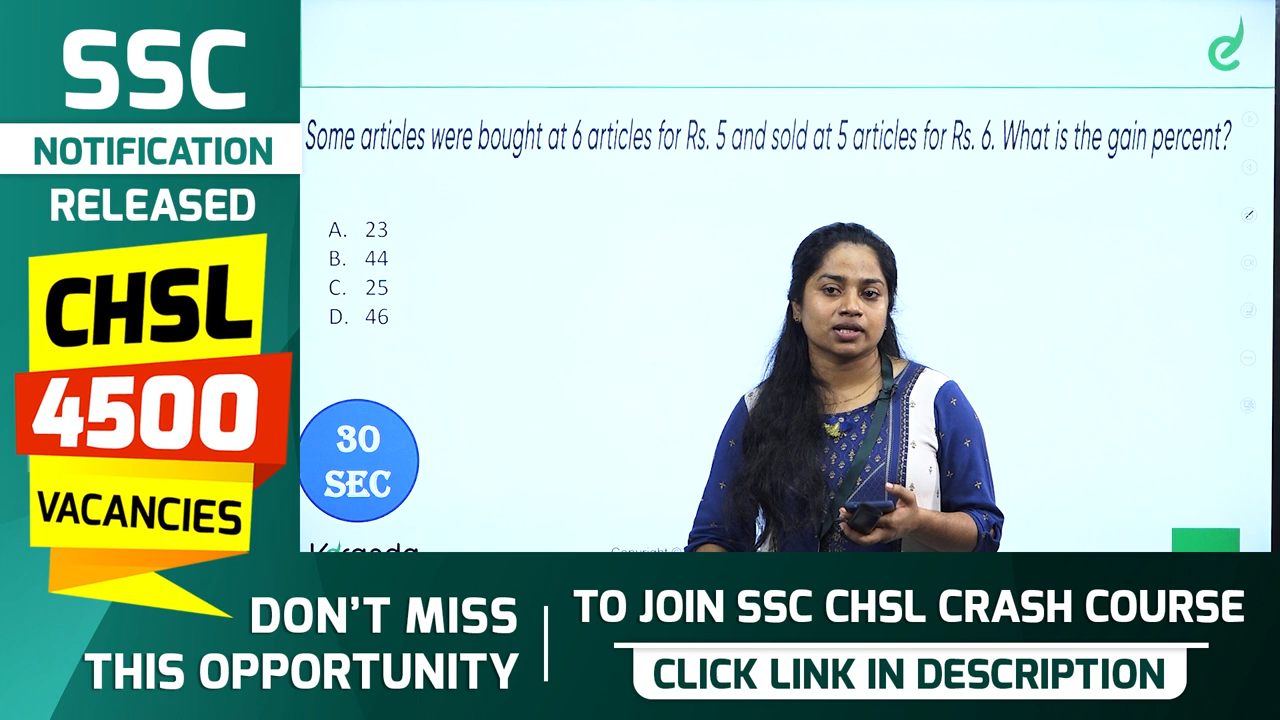 SSC
NOTIFICATION
RELEASED
CHSL
4500
VACANCIES
Some articles were bought at 6 articles for Rs. 5 and sold at 5 articles for Rs. 6. What is the gain percent?
A. 23
B. 44
C. 25
D. 46
30
SEC
DON'T MISS
THIS OPPORTUNITY
TO JOIN SSC CHSL CRASH COURSE
CLICK LINK IN DESCRIPTION